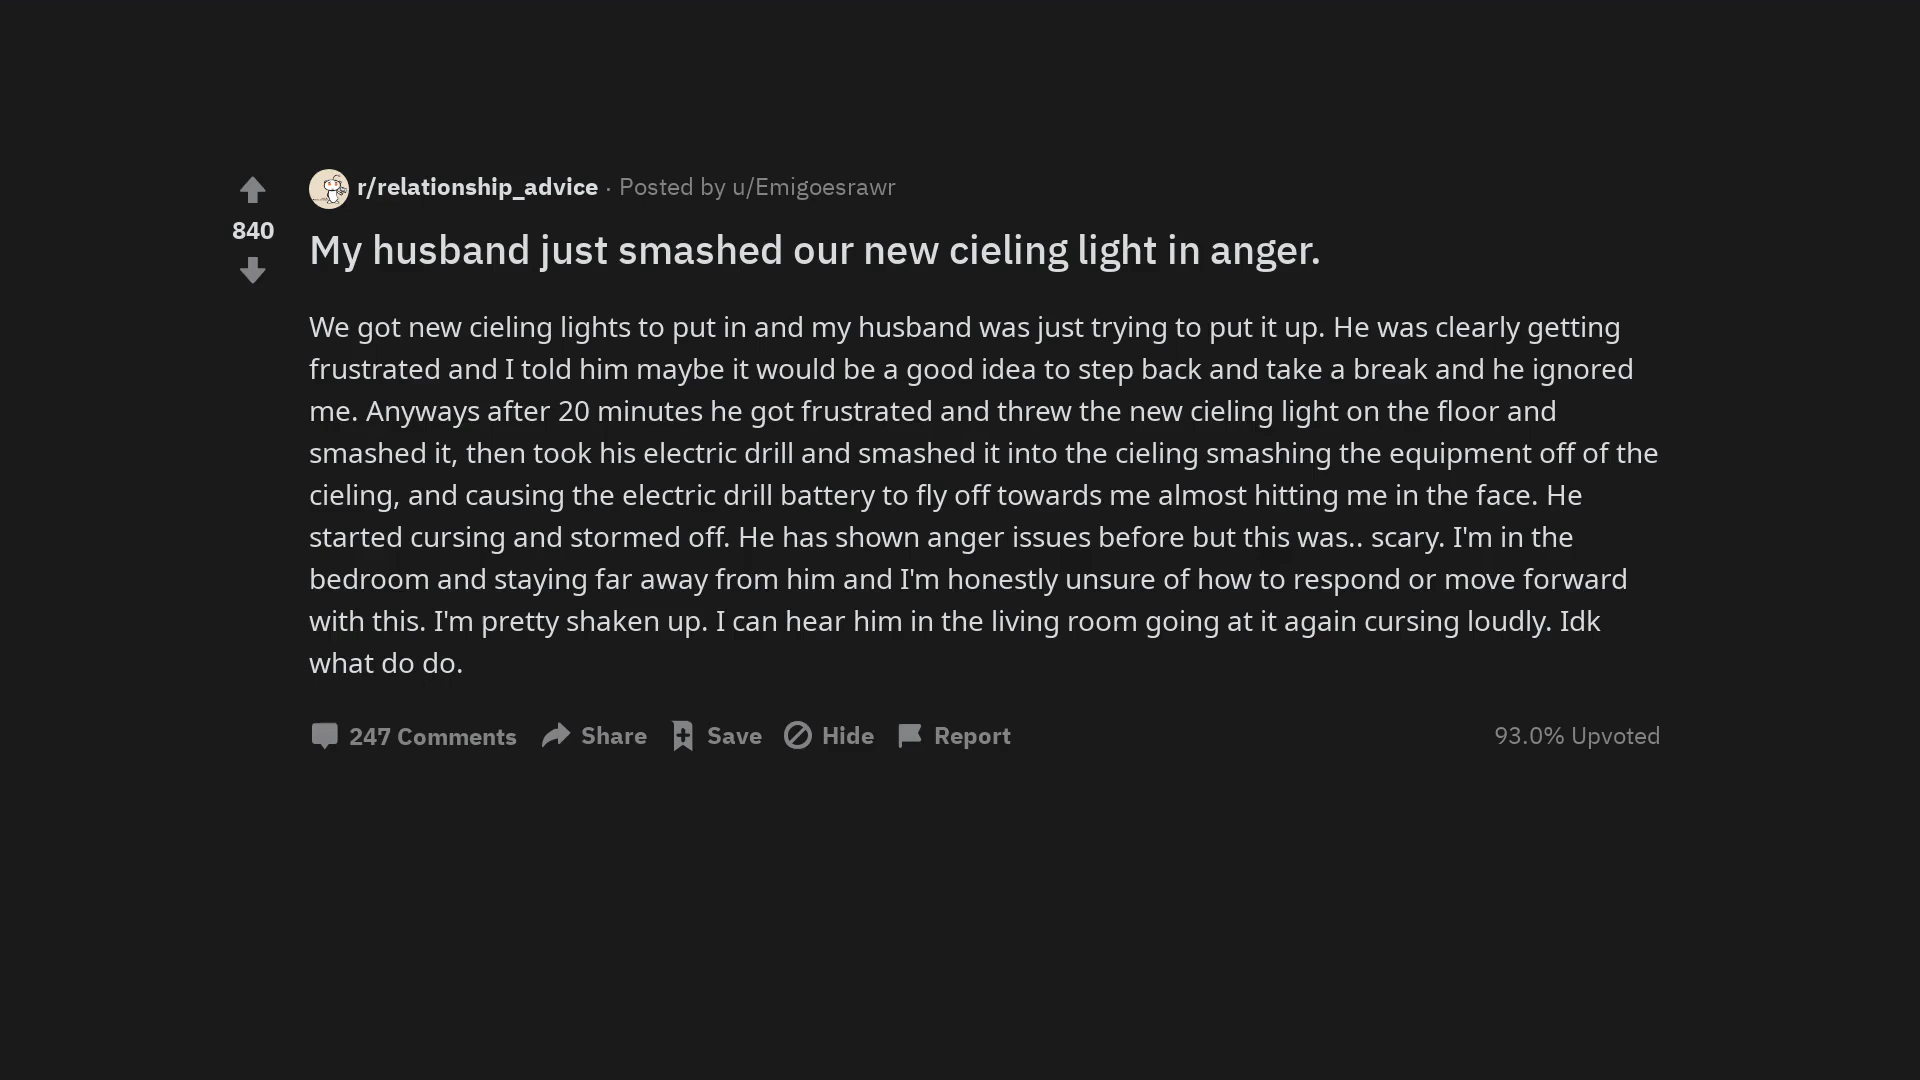 r/relationship_advice · Posted by u/Emigoesrawr
840
My husband just smashed our new cieling light in anger.
We got new cieling lights to put in and my husband was just trying to put it up. He was clearly getting
frustrated and I told him maybe it would be a good idea to step back and take a break and he ignored
me. Anyways after 20 minutes he got frustrated and threw the new cieling light on the floor and
smashed it, then took his electric drill and smashed it into the cieling smashing the equipment off of the
cieling, and causing the electric drill battery to fly off towards me almost hitting me in the face. He
started cursing and stormed off. He has shown anger issues before but this was.. scary. I'm in the
bedroom and staying far away from him and I'm honestly unsure of how to respond or move forward
with this. I'm pretty shaken up. I can hear him in the living room going at it again cursing loudly. Idk
what do do.
247 Comments Share Save Hide Report 93.0% Upvoted